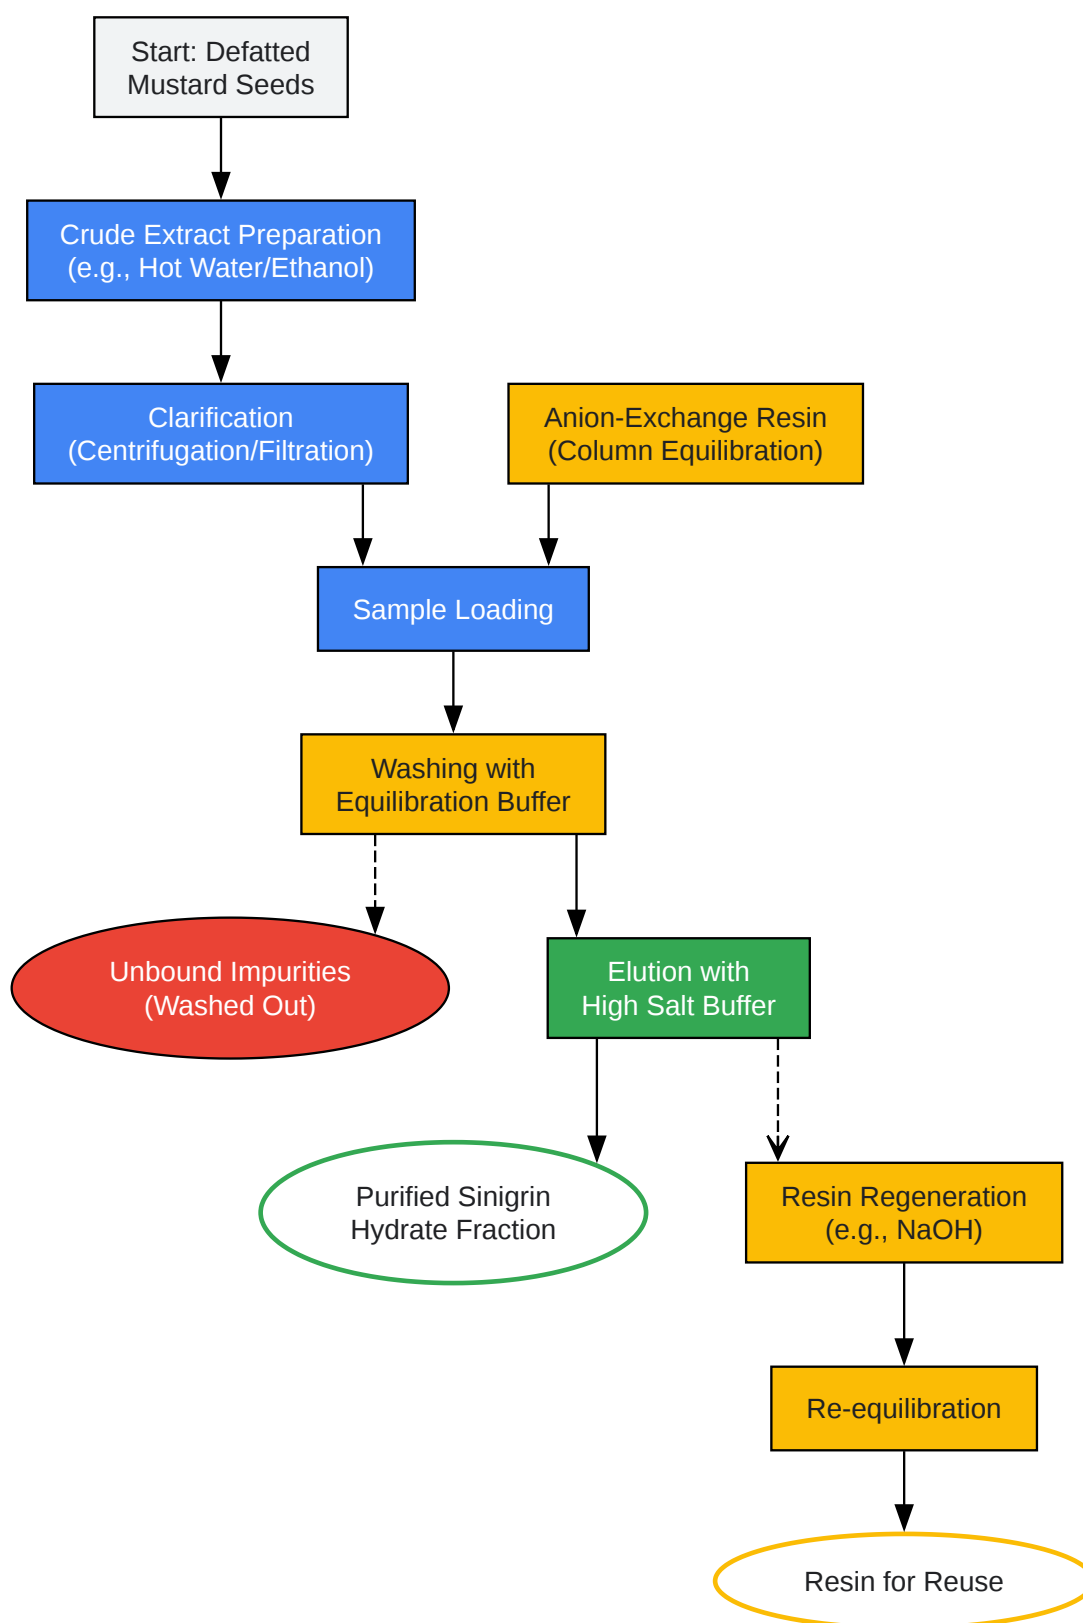 Start: Defatted
Mustard Seeds
Crude Extract Preparation
(e.g., Hot Water/Ethanol)
Clarification
(Centrifugation/Filtration)
Anion-Exchange Resin
(Column Equilibration)
Sample Loading
Washing with
Equilibration Buffer
Unbound Impurities
(Washed Out)
Elution with
High Salt Buffer
Purified Sinigrin
Hydrate Fraction
Resin Regeneration
(e.g., NaOH)
Re-equilibration
Resin for Reuse